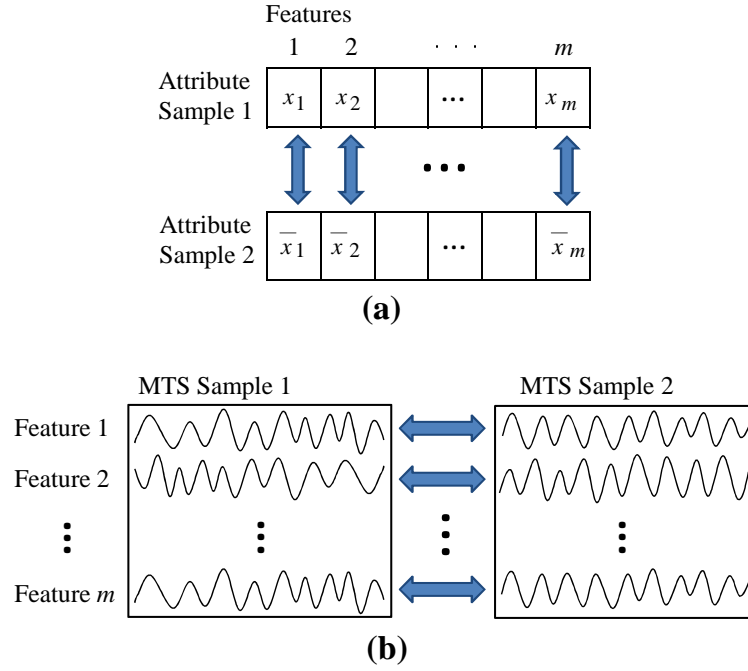 Features
1 2 · · · m
Attribute Sample 1
x1 x2 ... xm
...
Attribute Sample 2
x̄1 x̄2 ... x̄m
(a)
MTS Sample 1 MTS Sample 2
Feature 1
Feature 2
Feature m
(b)